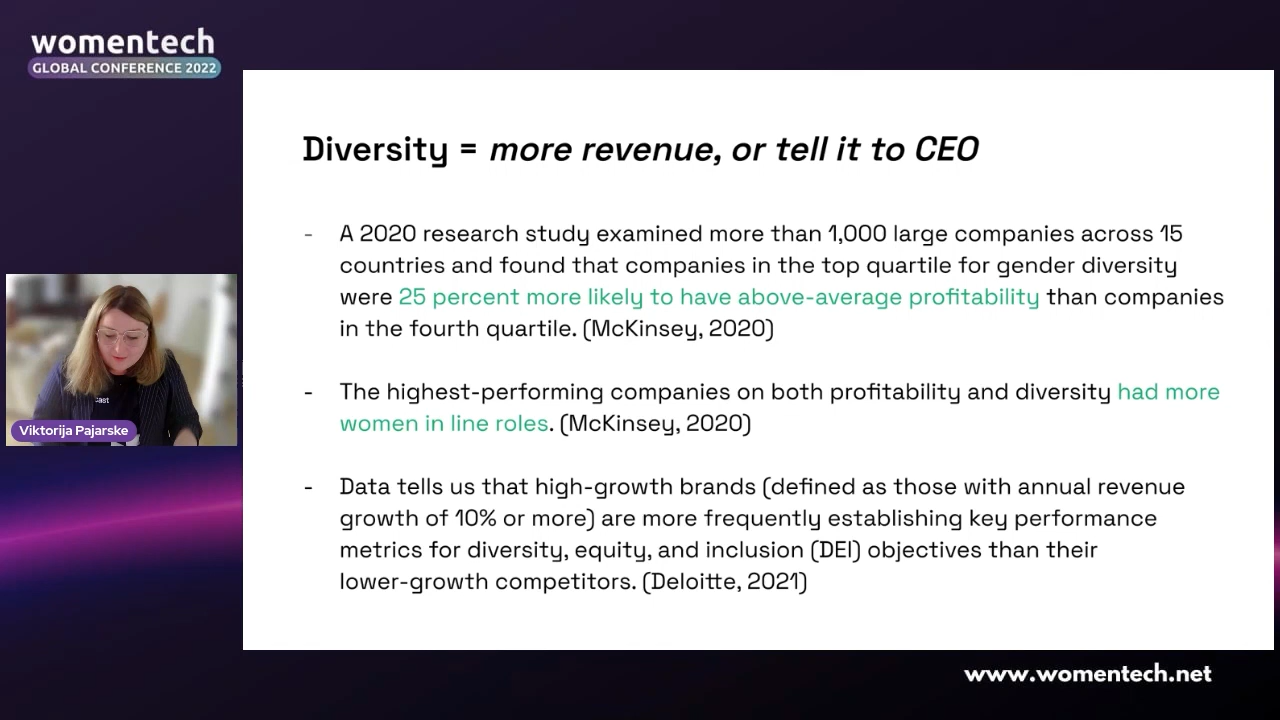 womentech
GLOBAL CONFERENCE 2022
Diversity = more revenue, or tell it to CEO
- A 2020 research study examined more than 1,000 large companies across 15
countries and found that companies in the top quartile for gender diversity
were 25 percent more likely to have above-average profitability than companies
in the fourth quartile. (McKinsey, 2020)
- The highest-performing companies on both profitability and diversity had more
women in line roles. (McKinsey, 2020)
- Data tells us that high-growth brands (defined as those with annual revenue
growth of 10% or more) are more frequently establishing key performance
metrics for diversity, equity, and inclusion (DEI) objectives than their
lower-growth competitors. (Deloitte, 2021)
Viktorija Pajarske
www.womentech.net